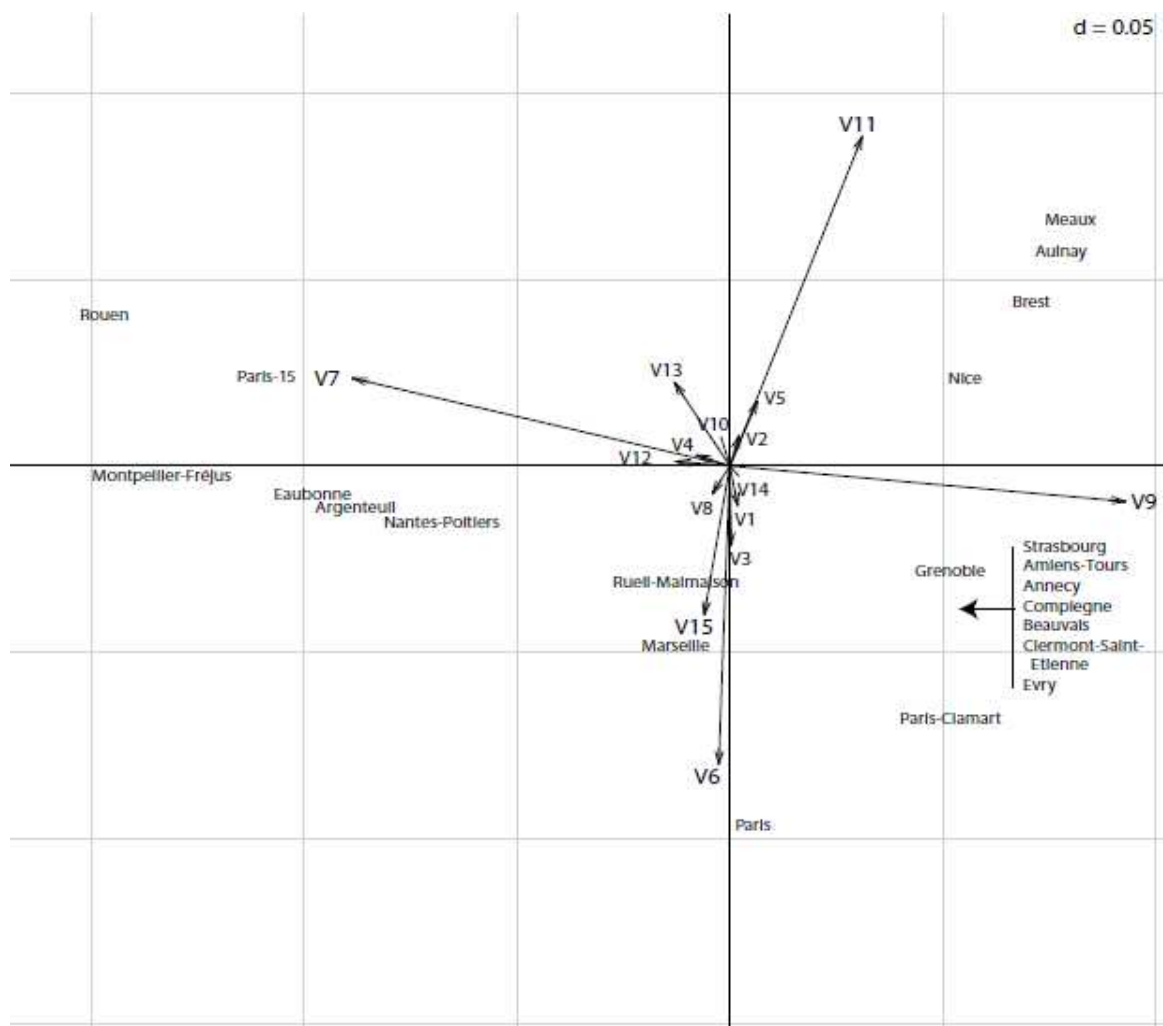 d = 0.05
V11
Meaux
Aulnay
Brest
Rouen
V13
Paris-15
V7
Nice
V5
V10
V2
V4
V12
Montpellier-Fréjus
V14
Eaubonne
V9
Argenteuil
V8
Nantes-Poitiers
V1
Strasbourg
V3
Grenoble
Amiens-Tours
Rueil-Malmaison
Annecy
Compiegne
V15
Beauvais
Marseille
Clermont-Saint-
Etienne
Evry
Paris-Clamart
V6
Paris